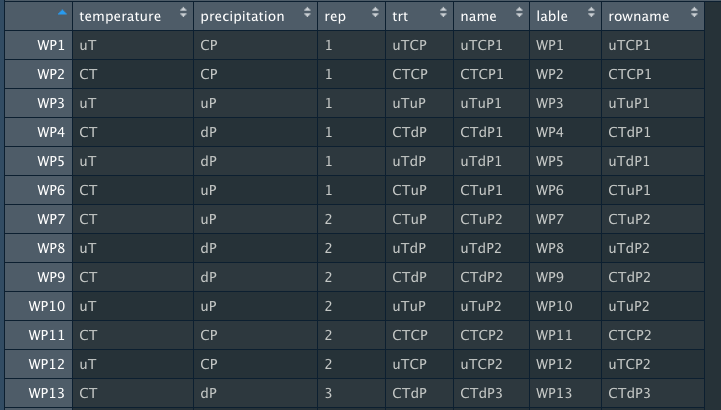 temperature precipitation rep trt name lable rowname
WP1 uT CP 1 uTCP uTCP1 WP1 uTCP1
WP2 CT CP 1 CTCP CTCP1 WP2 CTCP1
WP3 uT uP 1 uTuP uTuP1 WP3 uTuP1
WP4 CT dP 1 CTdP CTdP1 WP4 CTdP1
WP5 uT dP 1 uTdP uTdP1 WP5 uTdP1
WP6 CT uP 1 CTuP CTuP1 WP6 CTuP1
WP7 CT uP 2 CTuP CTuP2 WP7 CTuP2
WP8 uT dP 2 uTdP uTdP2 WP8 uTdP2
WP9 CT dP 2 CTdP CTdP2 WP9 CTdP2
WP10 uT uP 2 uTuP uTuP2 WP10 uTuP2
WP11 CT CP 2 CTCP CTCP2 WP11 CTCP2
WP12 uT CP 2 uTCP uTCP2 WP12 uTCP2
WP13 CT dP 3 CTdP CTdP3 WP13 CTdP3